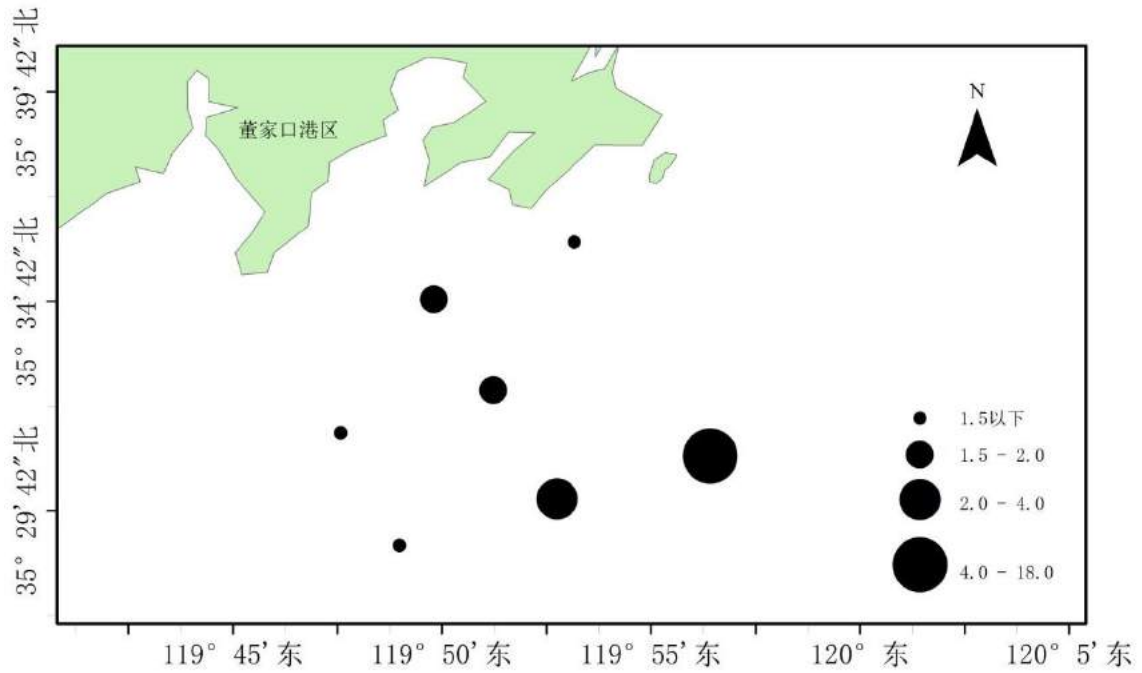 35° 39′ 42″北
35° 34′ 42″北
35° 29′ 42″北
董家口港区
N
1.5以下
1.5 - 2.0
2.0 - 4.0
4.0 - 18.0
119° 45′东
119° 50′东
119° 55′东
120° 东
120° 5′东